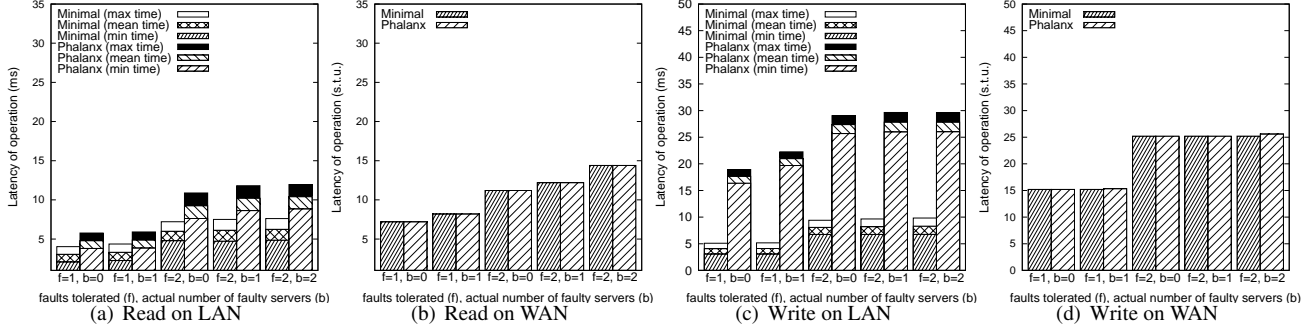 Minimal (max time)
Minimal (mean time)
Minimal (min time)
Phalanx (max time)
Phalanx (mean time)
Phalanx (min time)
Latency of operation (ms)
35
30
25
20
15
10
5
f=1, b=0 f=1, b=1 f=2, b=0 f=2, b=1 f=2, b=2
faults tolerated (f), actual number of faulty servers (b)
(a) Read on LAN
Minimal
Phalanx
Latency of operation (s.t.u.)
35
30
25
20
15
10
5
f=1, b=0 f=1, b=1 f=2, b=0 f=2, b=1 f=2, b=2
faults tolerated (f), actual number of faulty servers (b)
(b) Read on WAN
Minimal (max time)
Minimal (mean time)
Minimal (min time)
Phalanx (max time)
Phalanx (mean time)
Phalanx (min time)
Latency of operation (ms)
50
45
40
35
30
25
20
15
10
5
0
f=1, b=0 f=1, b=1 f=2, b=0 f=2, b=1 f=2, b=2
faults tolerated (f), actual number of faulty servers (b)
(c) Write on LAN
Minimal
Phalanx
Latency of operation (s.t.u.)
50
45
40
35
30
25
20
15
10
5
0
f=1, b=0 f=1, b=1 f=2, b=0 f=2, b=1 f=2, b=2
faults tolerated (f), actual number of faulty servers (b)
(d) Write on WAN